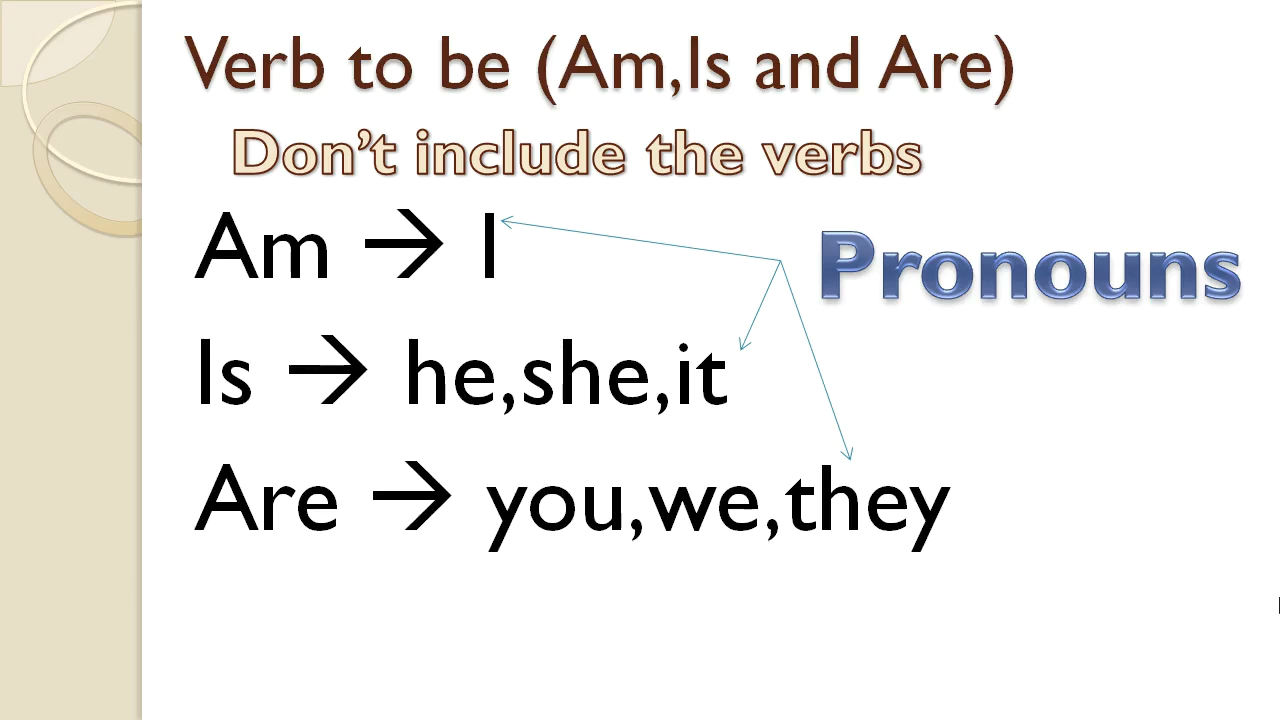 Verb to be (Am,Is and Are)
Don't include the verbs
Am → I
Pronouns
Is → he,she,it
Are → you,we,they